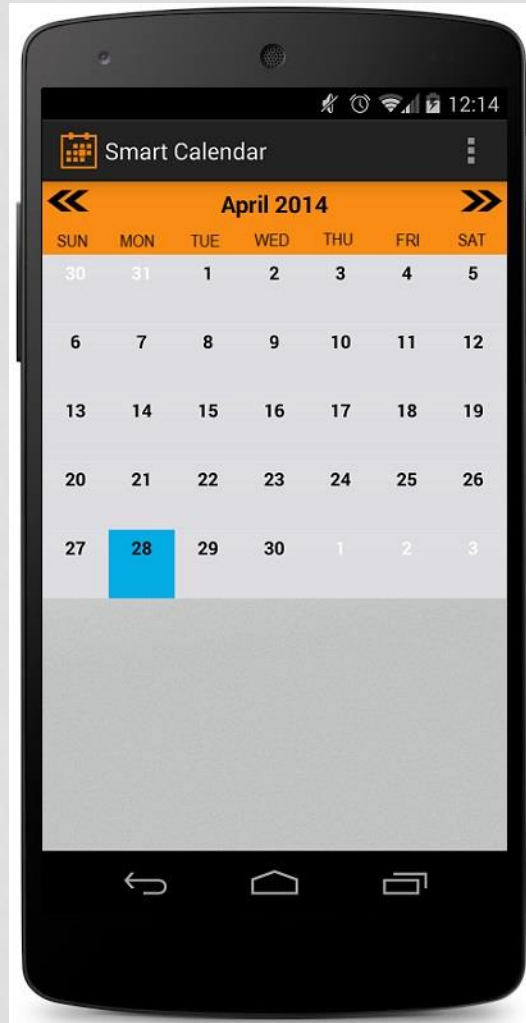 12:14
Smart Calendar
April 2014
SUN MON TUE WED THU FRI SAT
30 31 1 2 3 4 5
6 7 8 9 10 11 12
13 14 15 16 17 18 19
20 21 22 23 24 25 26
27 28 29 30 1 2 3